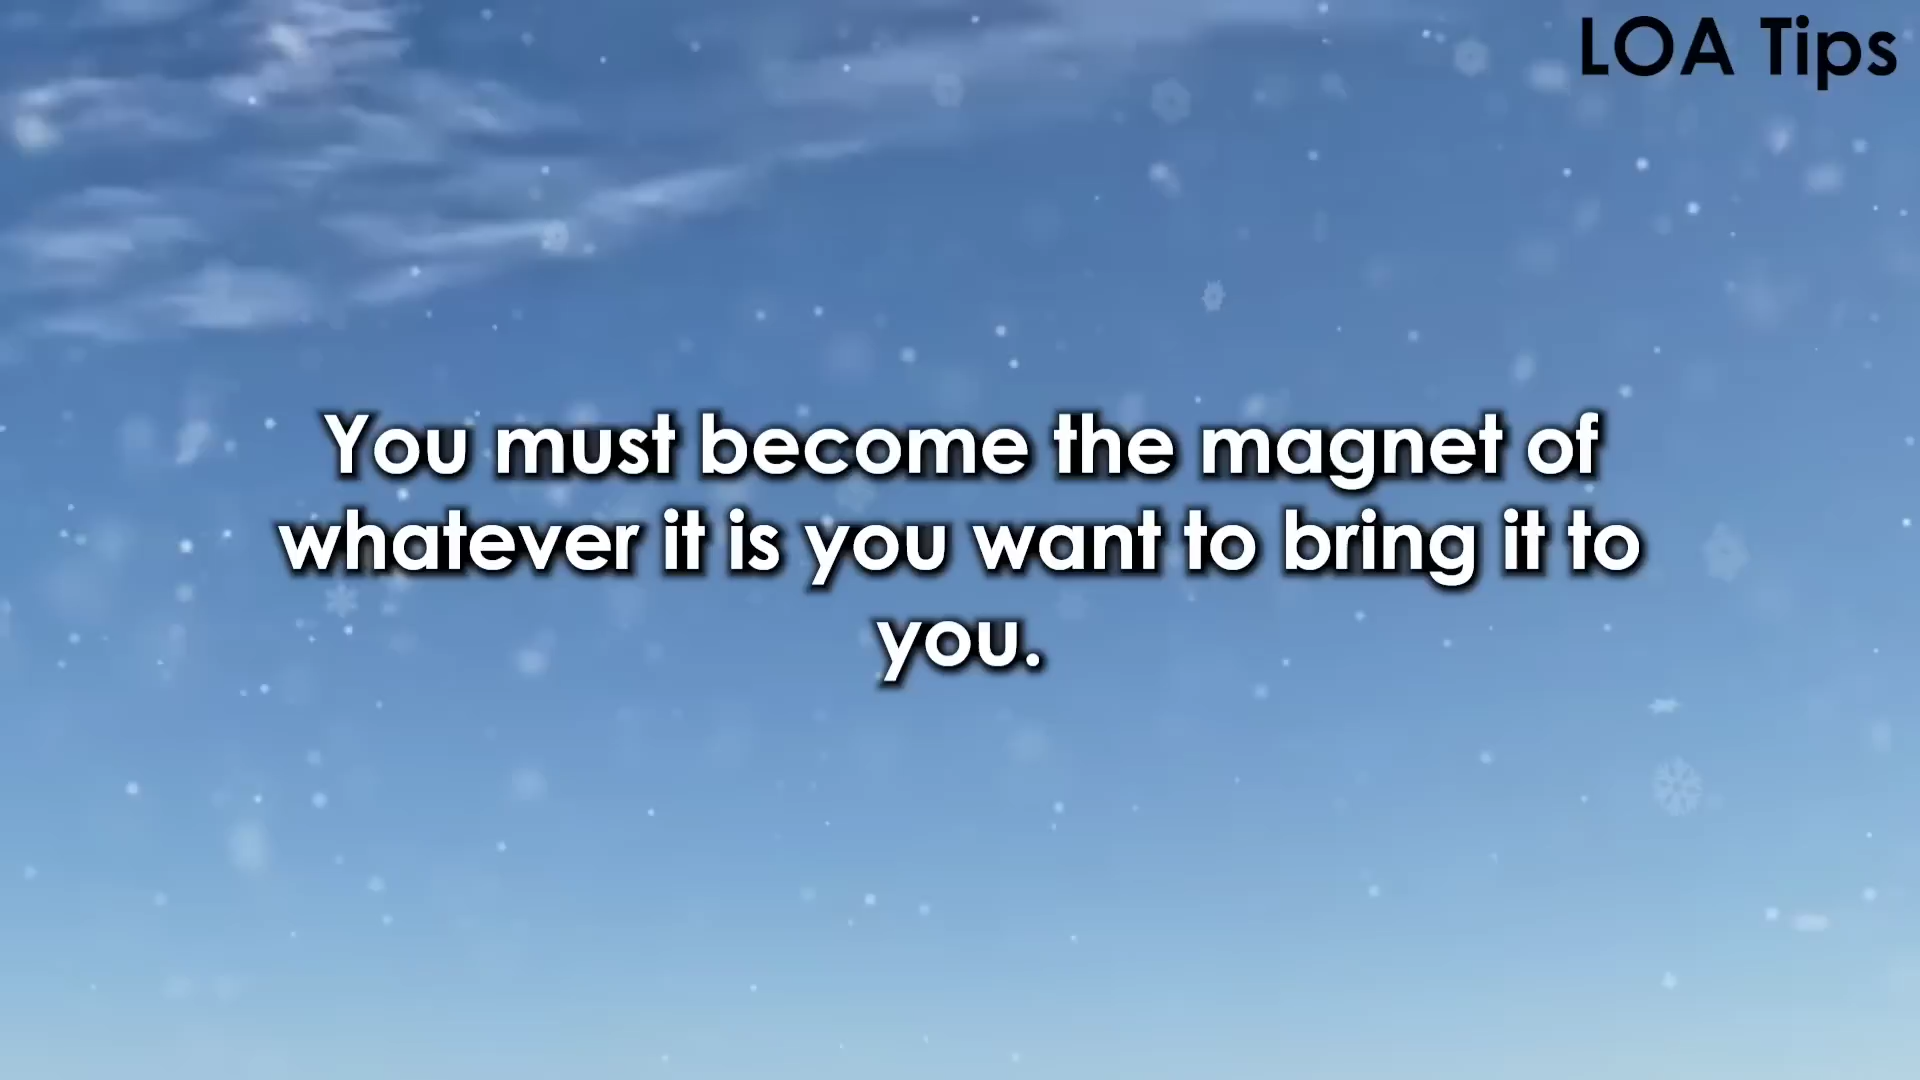 LOA Tips
You must become the magnet of
whatever it is you want to bring it to
you.